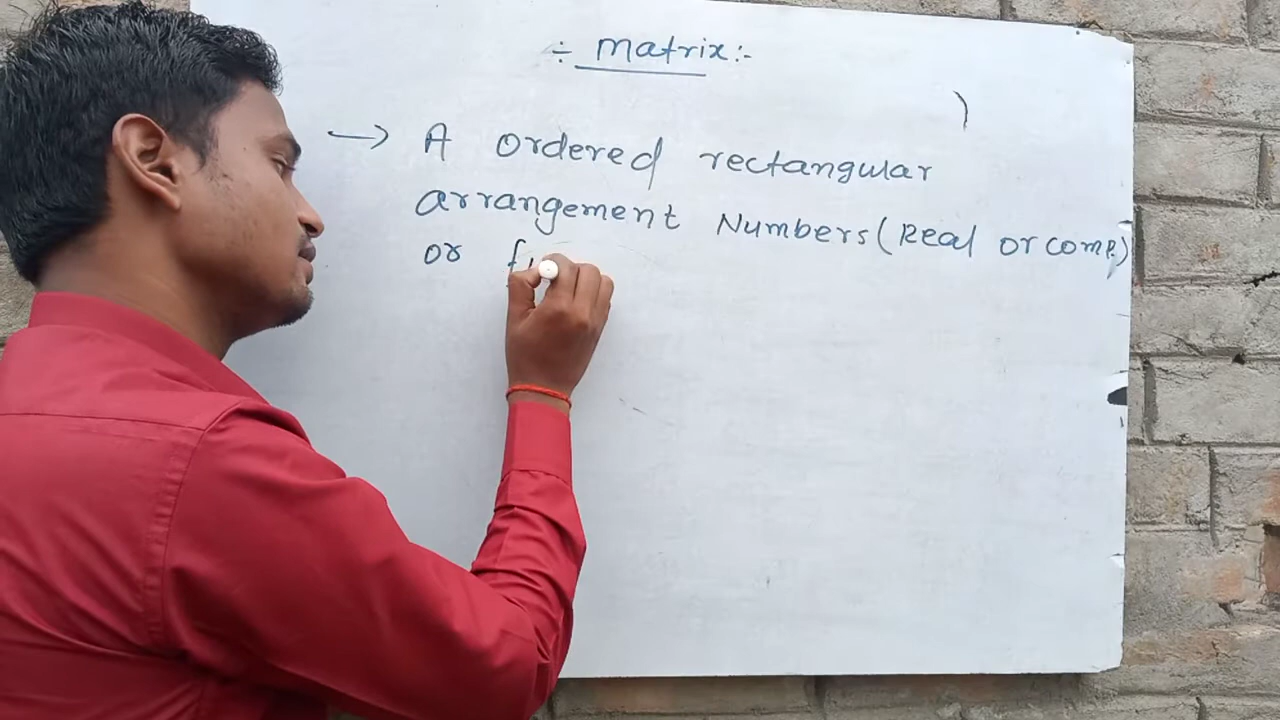 ÷ Matrix:-
→ A ordered rectangular
arrangement Numbers (Real or comp.)
or